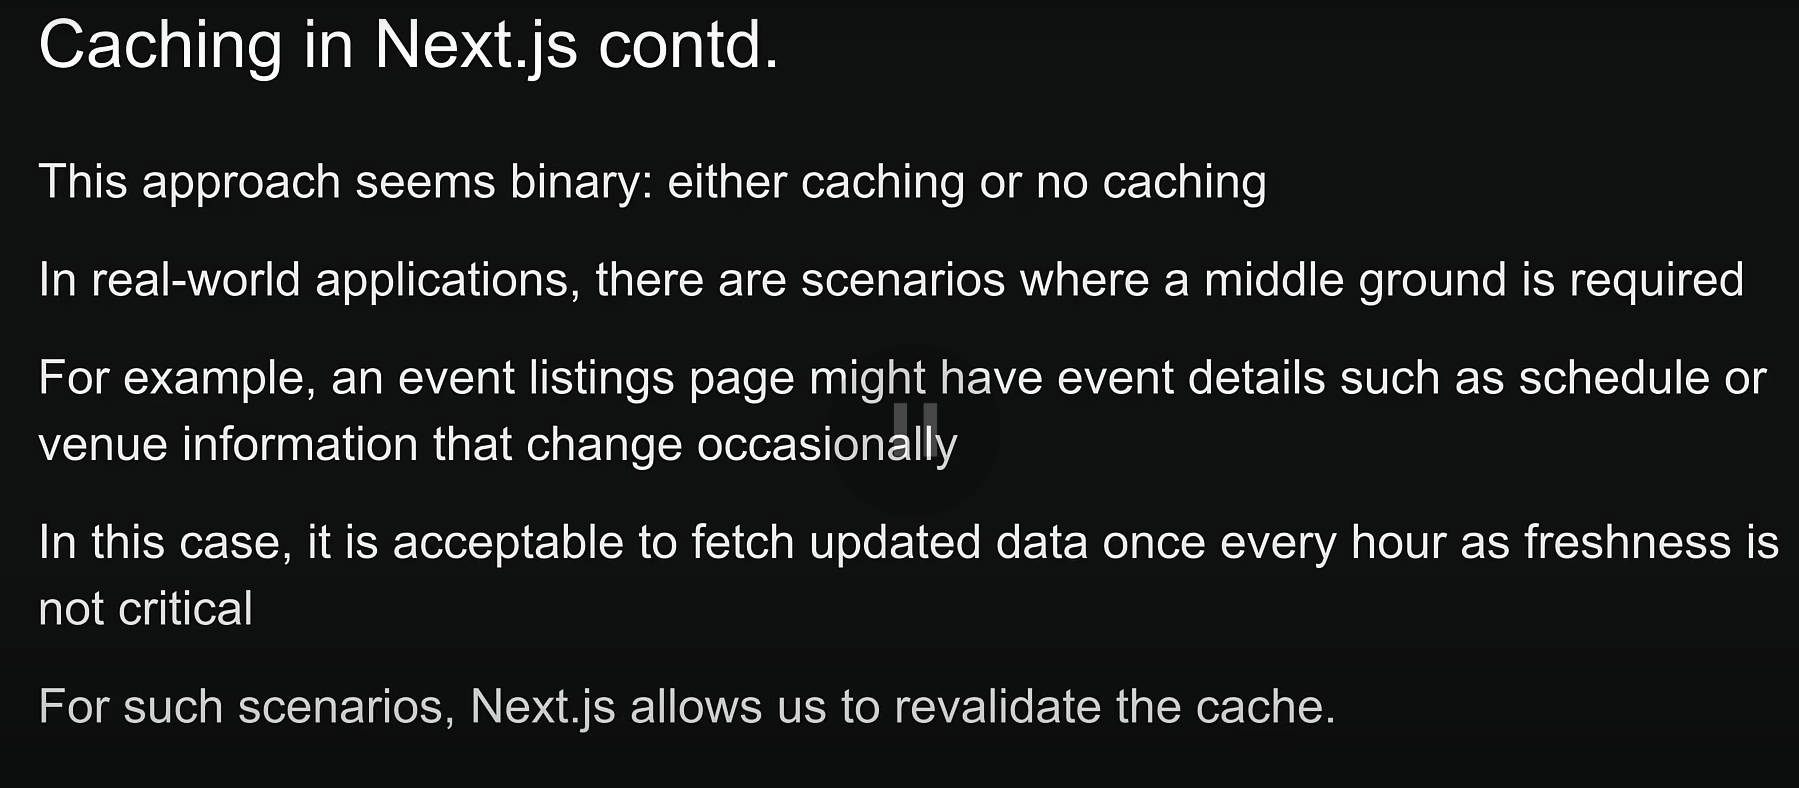 Caching in Next.js contd.
This approach seems binary: either caching or no caching
In real-world applications, there are scenarios where a middle ground is required
For example, an event listings page might have event details such as schedule or
venue information that change occasionally
In this case, it is acceptable to fetch updated data once every hour as freshness is
not critical
For such scenarios, Next.js allows us to revalidate the cache.